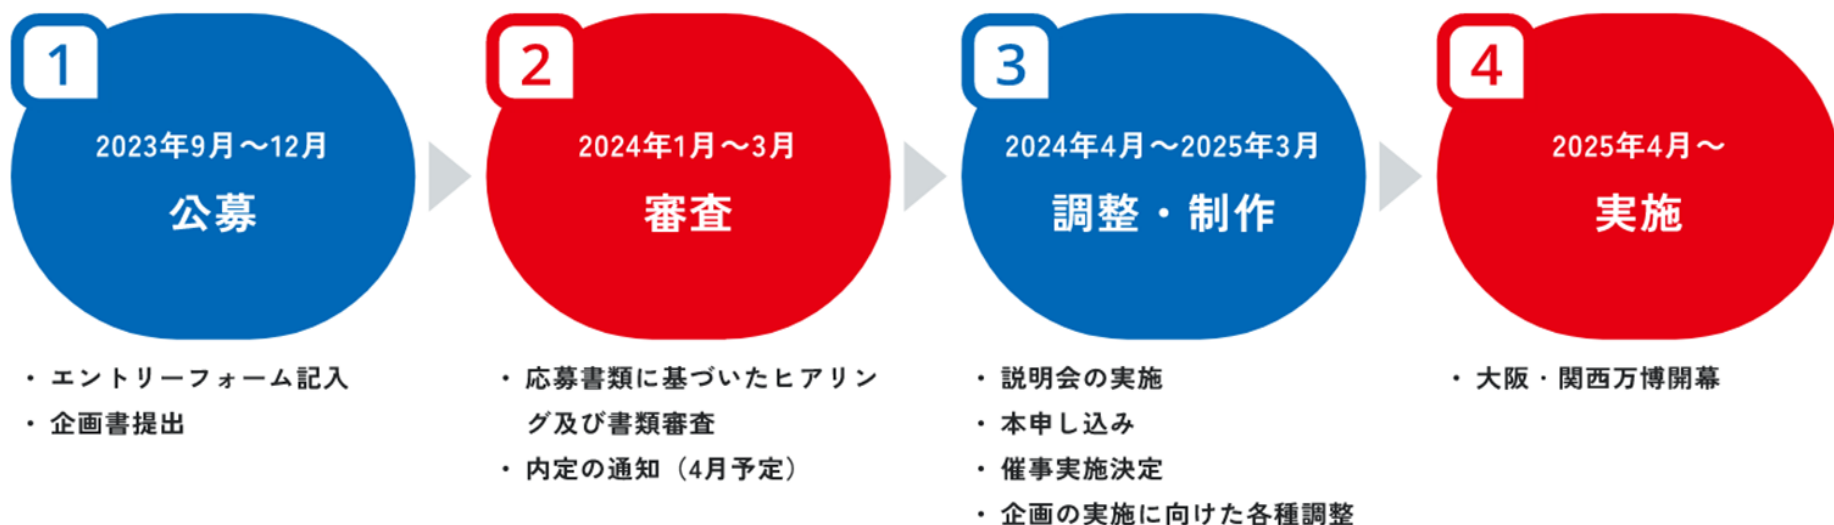 1
2023年9月～12月
公募
・ エントリーフォーム記入
・ 企画書提出
2
2024年1月～3月
審査
・ 応募書類に基づいたヒアリン
グ及び書類審査
・ 内定の通知（4月予定）
3
2024年4月～2025年3月
調整・制作
・ 説明会の実施
・ 本申し込み
・ 催事実施決定
・ 企画の実施に向けた各種調整
4
2025年4月～
実施
・ 大阪・関西万博開幕